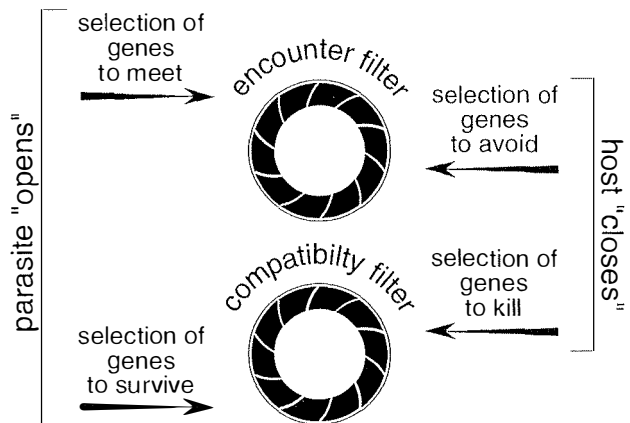 selection of
genes
to meet
encounter filter
selection of
genes
to avoid
parasite "opens"
host "closes"
compatibilty filter
selection of
genes
to kill
selection of
genes
to survive